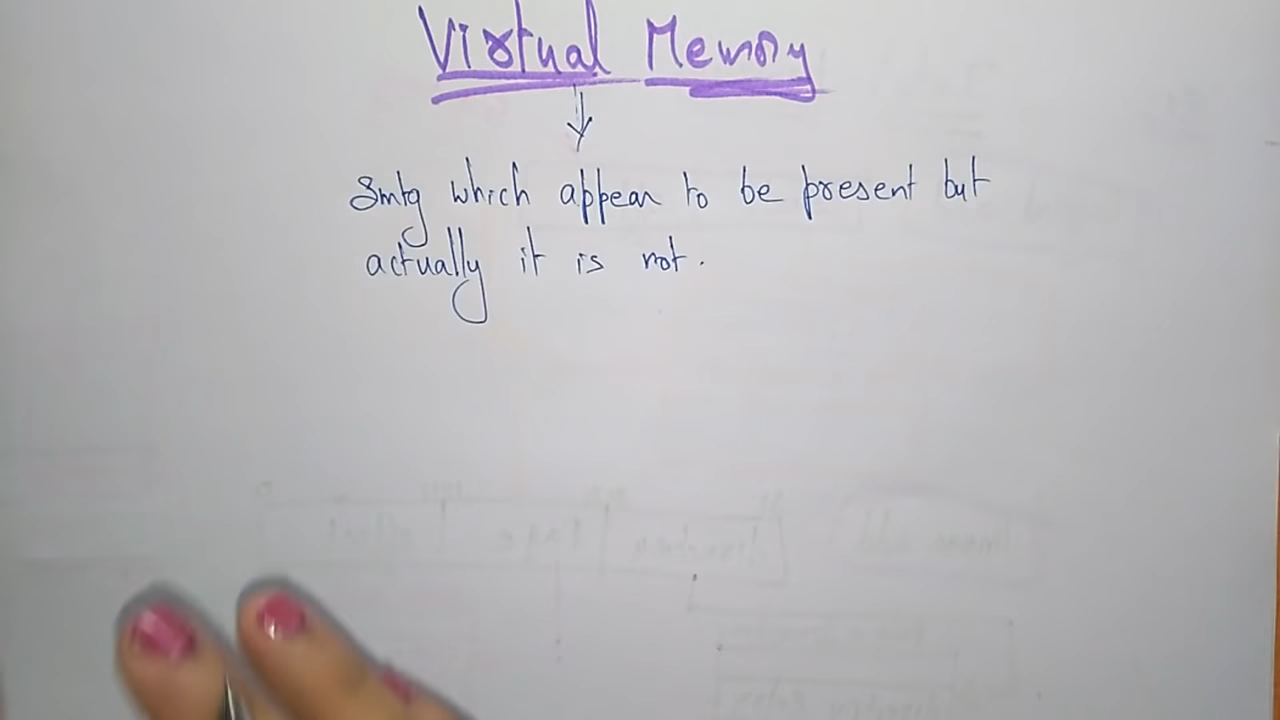 Virtual Memory
Smtg which appear to be present but
actually it is not.